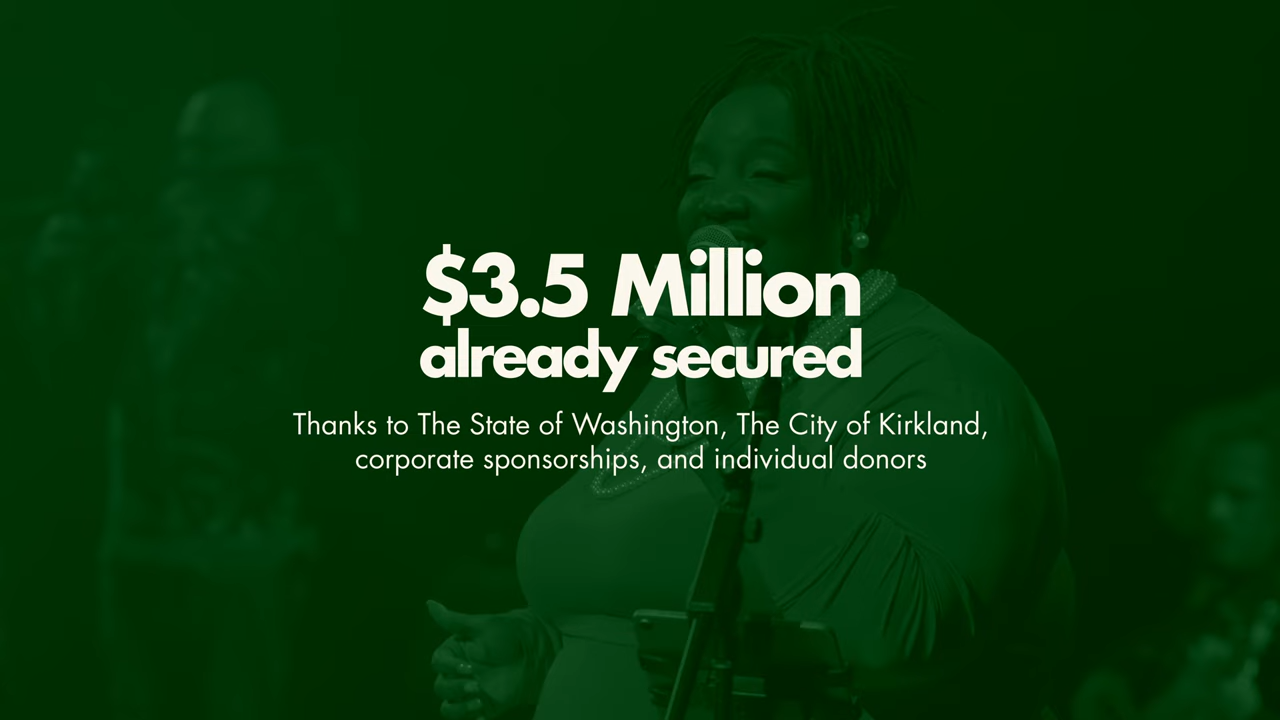 $3.5 Million
already secured
Thanks to The State of Washington, The City of Kirkland,
corporate sponsorships, and individual donors